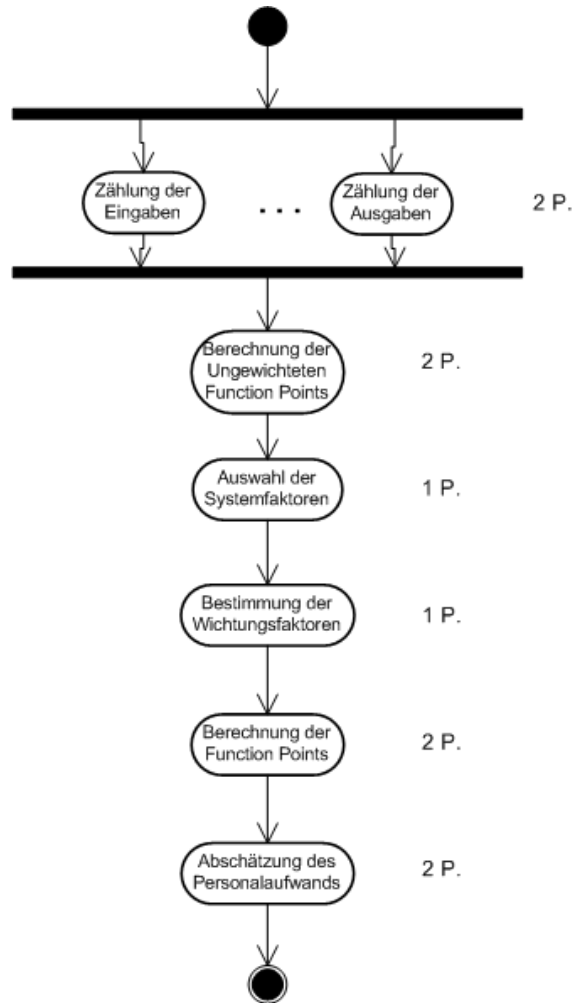 Zählung der
Eingaben
. . .
Zählung der
Ausgaben
2 P.
Berechnung der
Ungewichteten
Function Points
2 P.
Auswahl der
Systemfaktoren
1 P.
Bestimmung der
Wichtungsfaktoren
1 P.
Berechnung der
Function Points
2 P.
Abschätzung des
Personalaufwands
2 P.